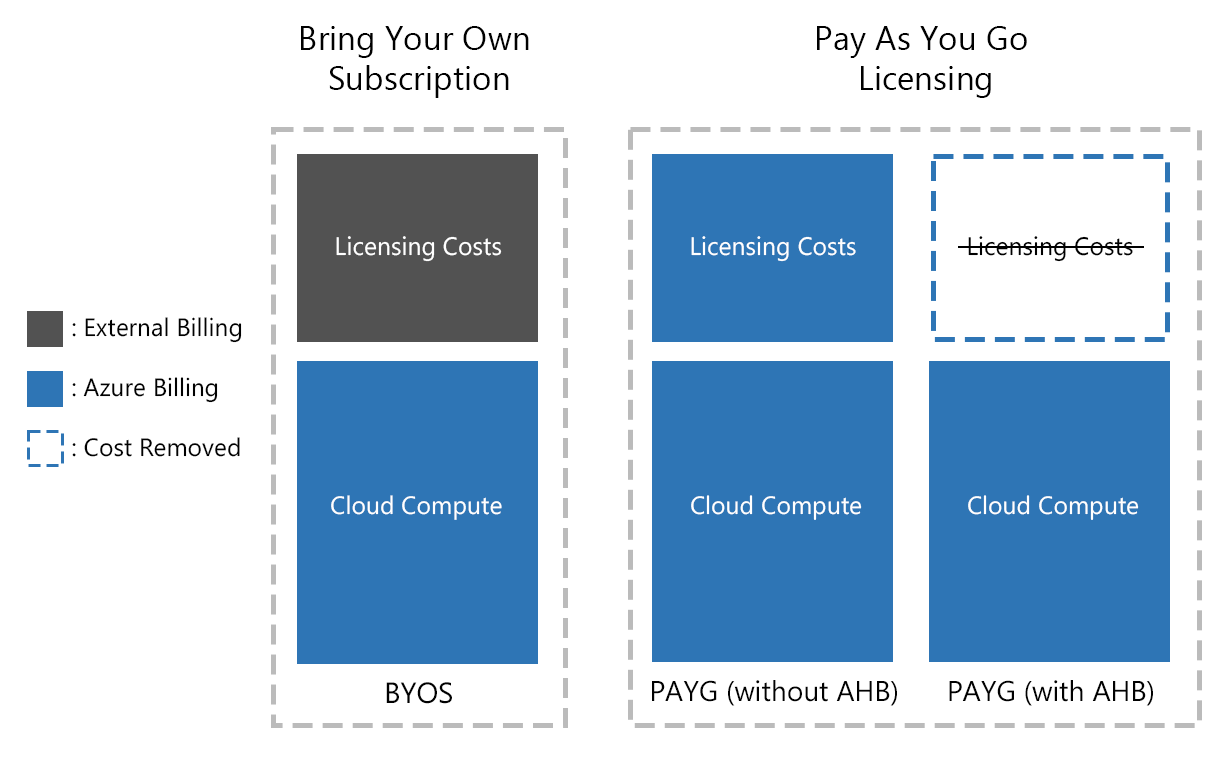 Bring Your Own
Subscription
Pay As You Go
Licensing
Licensing Costs
Licensing Costs
Licensing Costs
: External Billing
: Azure Billing
: Cost Removed
Cloud Compute
Cloud Compute
Cloud Compute
BYOS
PAYG (without AHB)
PAYG (with AHB)